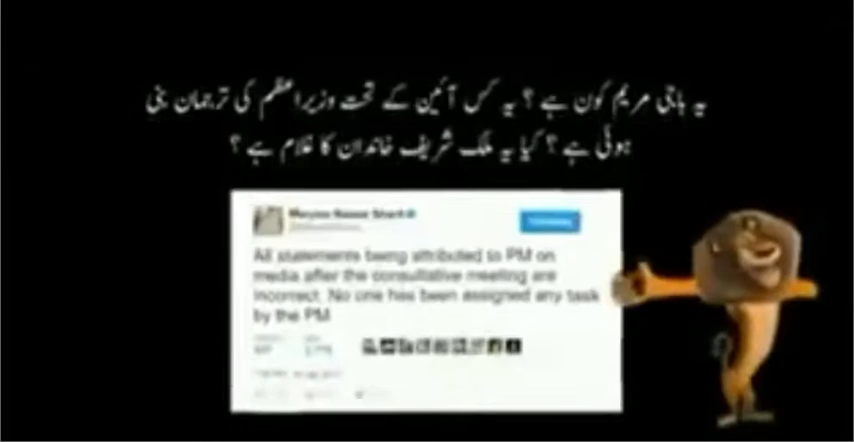 یہ باجی مریم کون ہے ؟ یہ کس آئین کے تحت وزیراعظم کی ترجمان بنی
ہوئی ہے ؟ کیا یہ ملک شریف خاندان کا غلام ہے ؟
Maryam Nawaz Sharif
All statements being attributed to PM on
media after the consultative meeting are
incorrect. No one has been assigned any task
by the PM